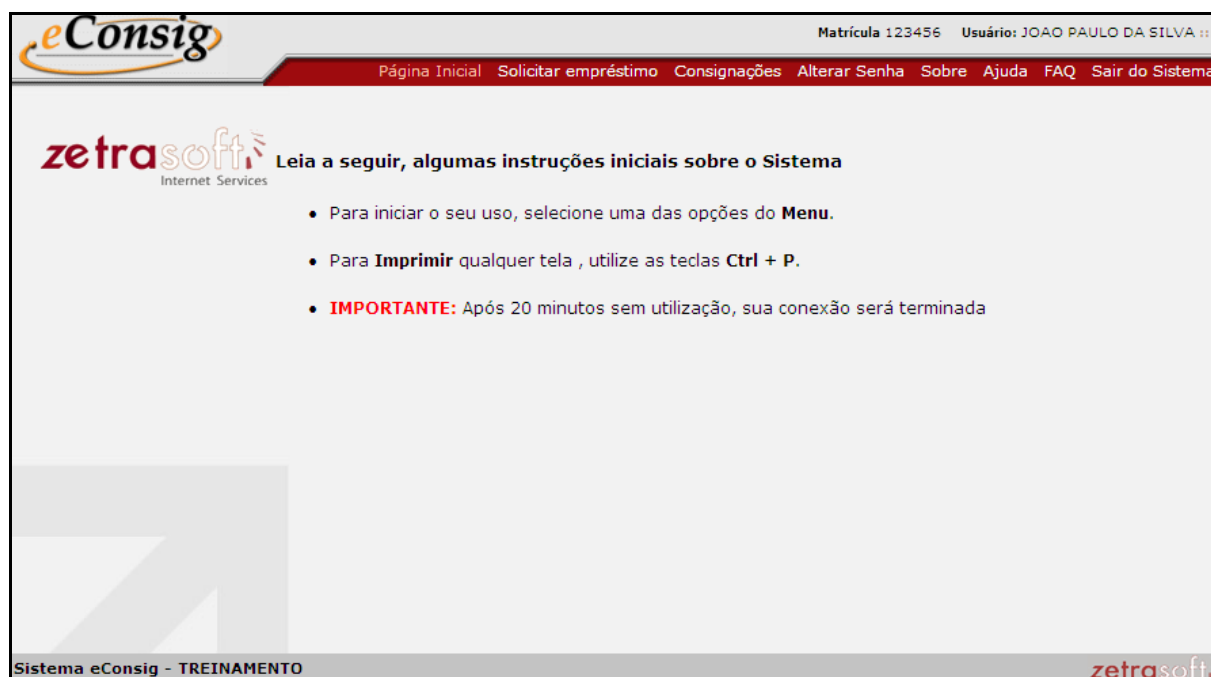 eConsig
Matrícula 123456 Usuário: JOAO PAULO DA SILVA ::
Página Inicial Solicitar empréstimo Consignações Alterar Senha Sobre Ajuda FAQ Sair do Sistema
zetrasoft
Internet Services
Leia a seguir, algumas instruções iniciais sobre o Sistema
• Para iniciar o seu uso, selecione uma das opções do Menu.
• Para Imprimir qualquer tela , utilize as teclas Ctrl + P.
• IMPORTANTE: Após 20 minutos sem utilização, sua conexão será terminada
Sistema eConsig - TREINAMENTO
zetrasoft